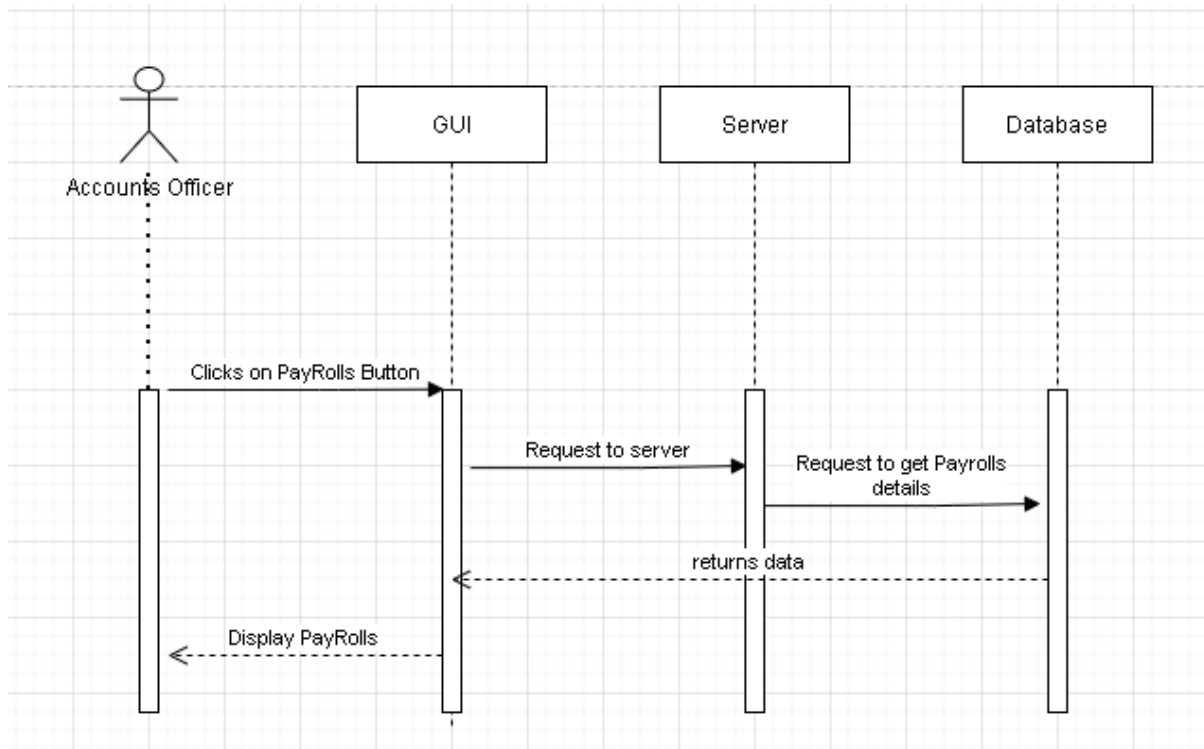 GUI
Server
Database
Accounts Officer
Clicks on PayRolls Button
Request to server
Request to get Payrolls
details
returns data
Display PayRolls